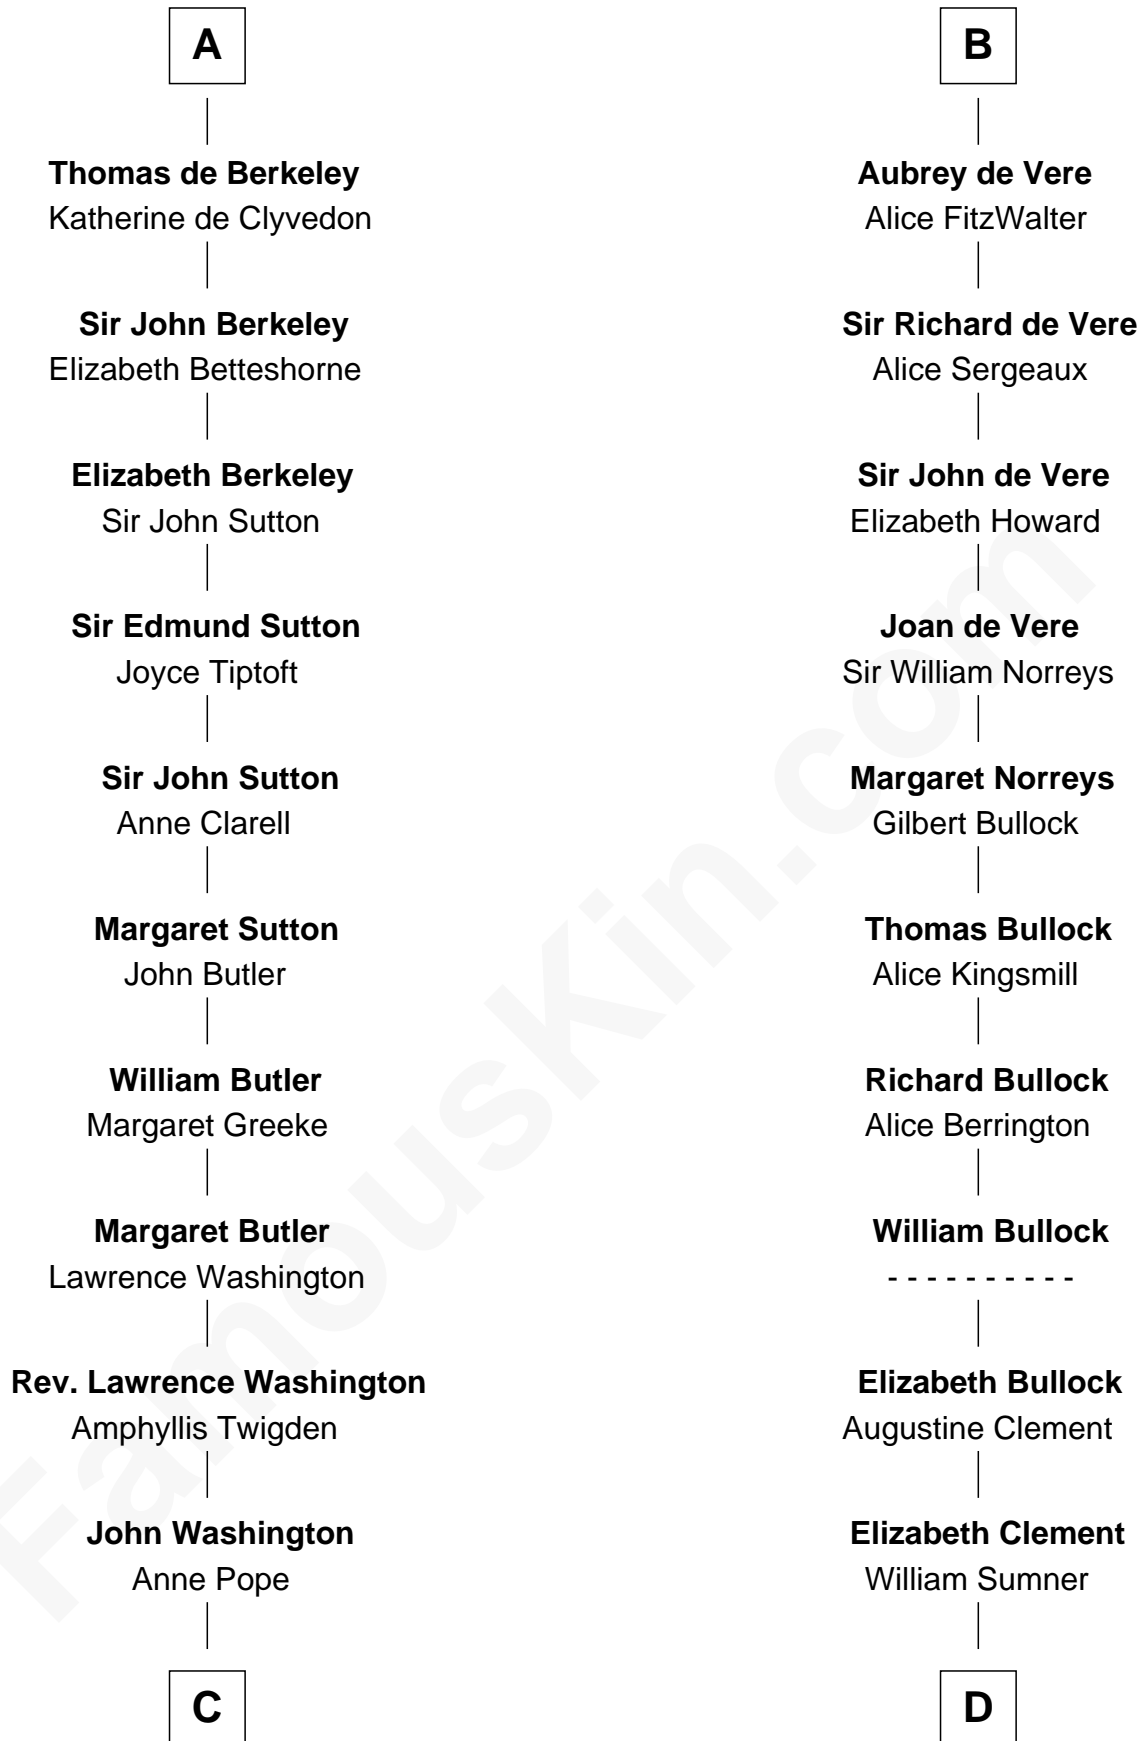 A
B
Thomas de Berkeley
Katherine de Clyvedon
Aubrey de Vere
Alice FitzWalter
Sir John Berkeley
Elizabeth Betteshorne
Sir Richard de Vere
Alice Sergeaux
Elizabeth Berkeley
Sir John Sutton
Sir John de Vere
Elizabeth Howard
Sir Edmund Sutton
Joyce Tiptoft
Joan de Vere
Sir William Norreys
Sir John Sutton
Anne Clarell
Margaret Norreys
Gilbert Bullock
Margaret Sutton
John Butler
Thomas Bullock
Alice Kingsmill
William Butler
Margaret Greeke
Richard Bullock
Alice Berrington
Margaret Butler
Lawrence Washington
William Bullock
- - - - - - - - - -
Rev. Lawrence Washington
Amphyllis Twigden
Elizabeth Bullock
Augustine Clement
John Washington
Anne Pope
Elizabeth Clement
William Sumner
C
D
FamousKin.com